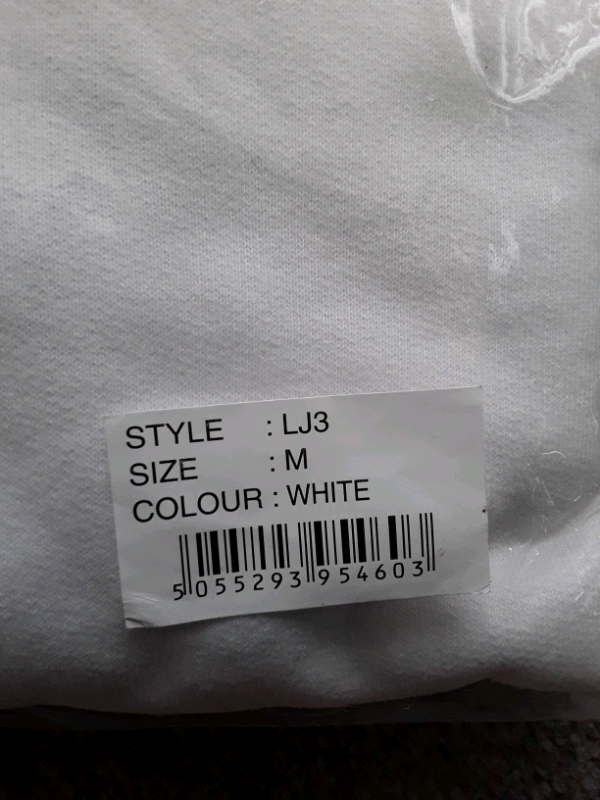 STYLE : LJ3
SIZE : M
COLOUR : WHITE
5 055293 954603